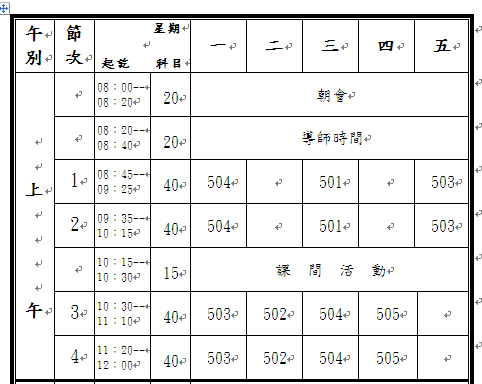 午別 節次 星期 一 二 三 四 五
起訖 科目
上午
08：00-- 20 朝會
08：20
08：20-- 20 導師時間
08：40
1 08：45-- 40 504 501 503
09：25
2 09：35-- 40 504 501 503
10：15
10：15-- 15 課間活動
10：30
3 10：30-- 40 503 502 504 505
11：10
4 11：20-- 40 503 502 504 505
12：00